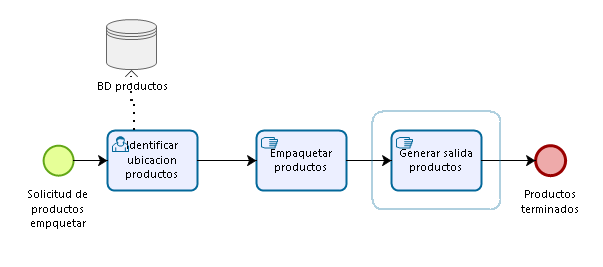 BD productos
Identificar
ubicacion
productos
Empaquetar
productos
Generar salida
productos
Solicitud de
productos
empquetar
Productos
terminados